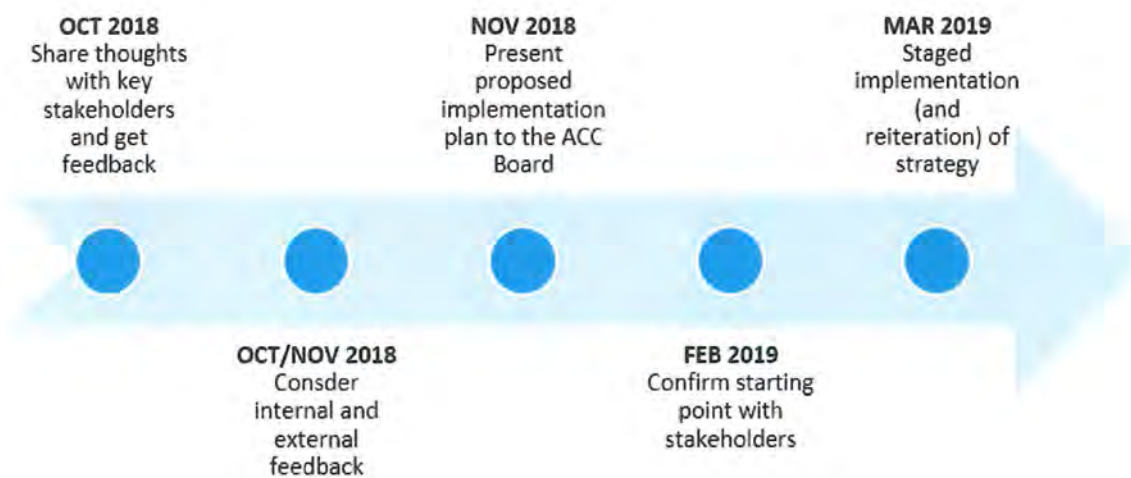 OCT 2018
Share thoughts
with key
stakeholders
and get
feedback
OCT/NOV 2018
Consder
internal and
external
feedback
NOV 2018
Present
proposed
implementation
plan to the ACC
Board
FEB 2019
Confirm starting
point with
stakeholders
MAR 2019
Staged
implementation
(and
reiteration) of
strategy